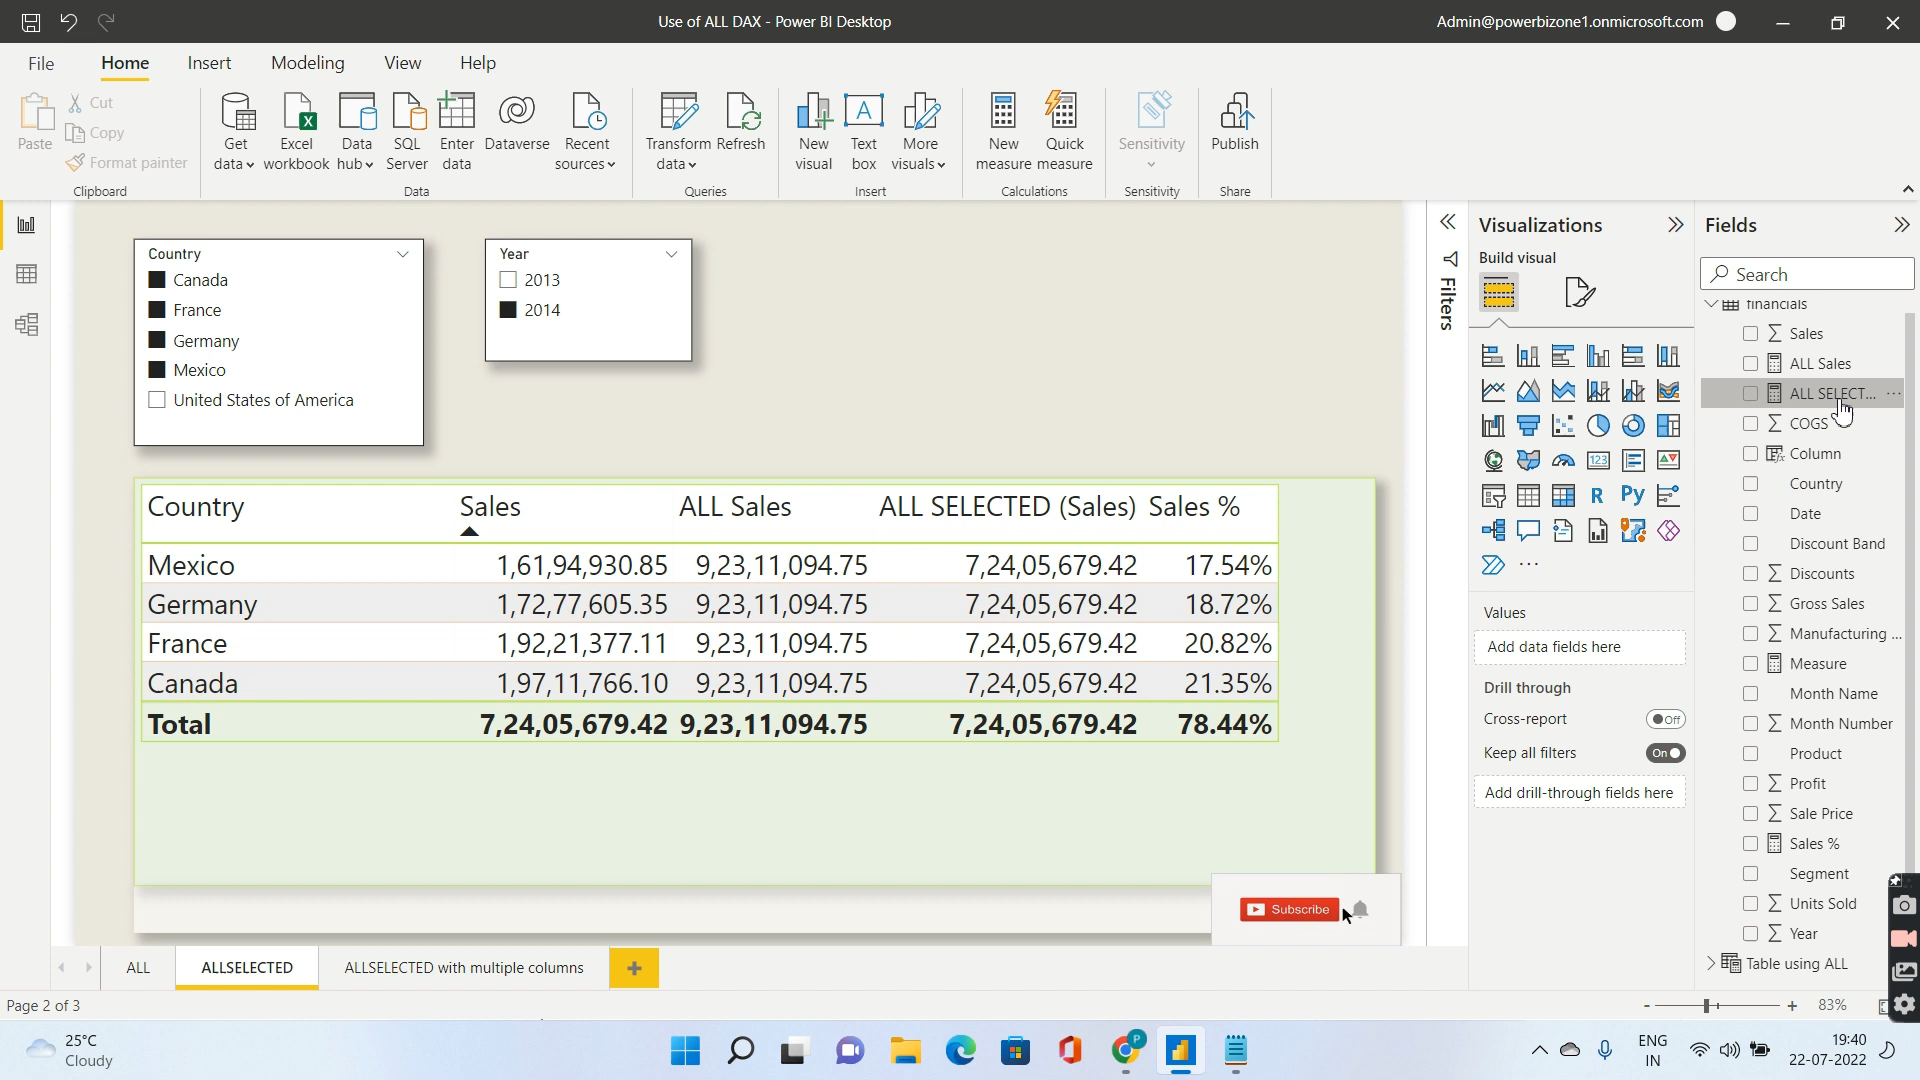 Use of ALL DAX - Power BI Desktop
Admin@powerbizone1.onmicrosoft.com
File Home Insert Modeling View Help
Paste
Cut
Copy
Format painter
Clipboard
Get data
Excel workbook
Data hub
SQL Server
Enter data
Dataverse
Recent sources
Data
Transform data
Refresh
Queries
New visual
Text box
More visuals
Insert
New measure
Quick measure
Calculations
Sensitivity
Sensitivity
Publish
Share
Country
Canada
France
Germany
Mexico
United States of America
Year
2013
2014
Country Sales ALL Sales ALL SELECTED (Sales) Sales %
Mexico 1,61,94,930.85 9,23,11,094.75 7,24,05,679.42 17.54%
Germany 1,72,77,605.35 9,23,11,094.75 7,24,05,679.42 18.72%
France 1,92,21,377.11 9,23,11,094.75 7,24,05,679.42 20.82%
Canada 1,97,11,766.10 9,23,11,094.75 7,24,05,679.42 21.35%
Total 7,24,05,679.42 9,23,11,094.75 7,24,05,679.42 78.44%
Subscribe
Filters
Visualizations
Build visual
R
Py
123
Values
Add data fields here
Drill through
Cross-report Off
Keep all filters On
Add drill-through fields here
Fields
Search
financials
Sales
ALL Sales
ALL SELECT...
COGS
Column
Country
Date
Discount Band
Discounts
Gross Sales
Manufacturing ...
Measure
Month Name
Month Number
Product
Profit
Sale Price
Sales %
Segment
Units Sold
Year
Table using ALL
ALL ALLSELECTED ALLSELECTED with multiple columns +
Page 2 of 3
- + 83%
25°C
Cloudy
P
ENG
IN
19:40
22-07-2022